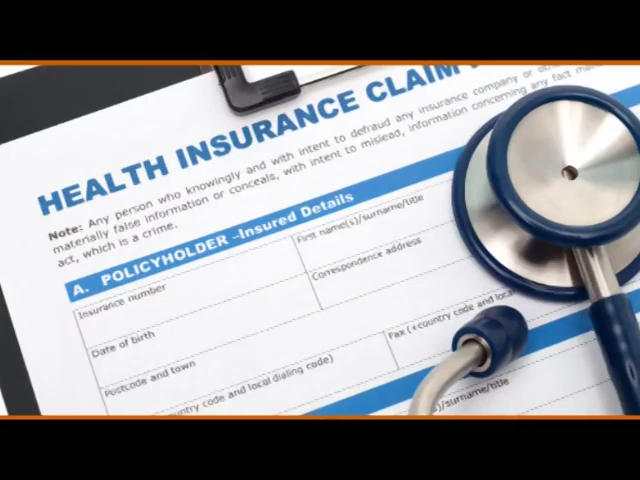 HEALTH INSURANCE CLAIM
Note: Any person who knowingly and with intent to defraud any insurance company or
materially false information or conceals, with intent to mislead, information concerning any fact
act, which is a crime.
A. POLICYHOLDER –Insured Details
Insurance number
First name(s)/surname/title
Date of birth
Correspondence address
Postcode and town
Fax (+country code and local
country code and local dialing code)
)/surname/title